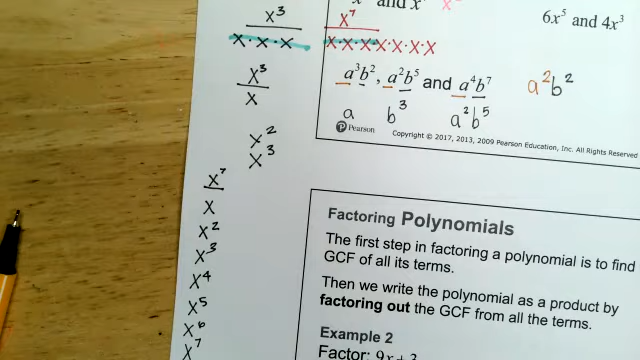 and x
6x⁵ and 4x³
x³
x⁷
x·x·x
x·x·x·x·x·x·x
a³b², a²b⁵ and a⁴b⁷
a²b²
a b³ a²b⁵
x³
x
x²
x³
Pearson
Copyright © 2017, 2013, 2009 Pearson Education, Inc. All Rights Reserved
x⁷
x
x²
x³
x⁴
x⁵
x⁶
x⁷
Factoring Polynomials
The first step in factoring a polynomial is to find
GCF of all its terms.
Then we write the polynomial as a product by
factoring out the GCF from all the terms.
Example 2
Factor: 9x + 3